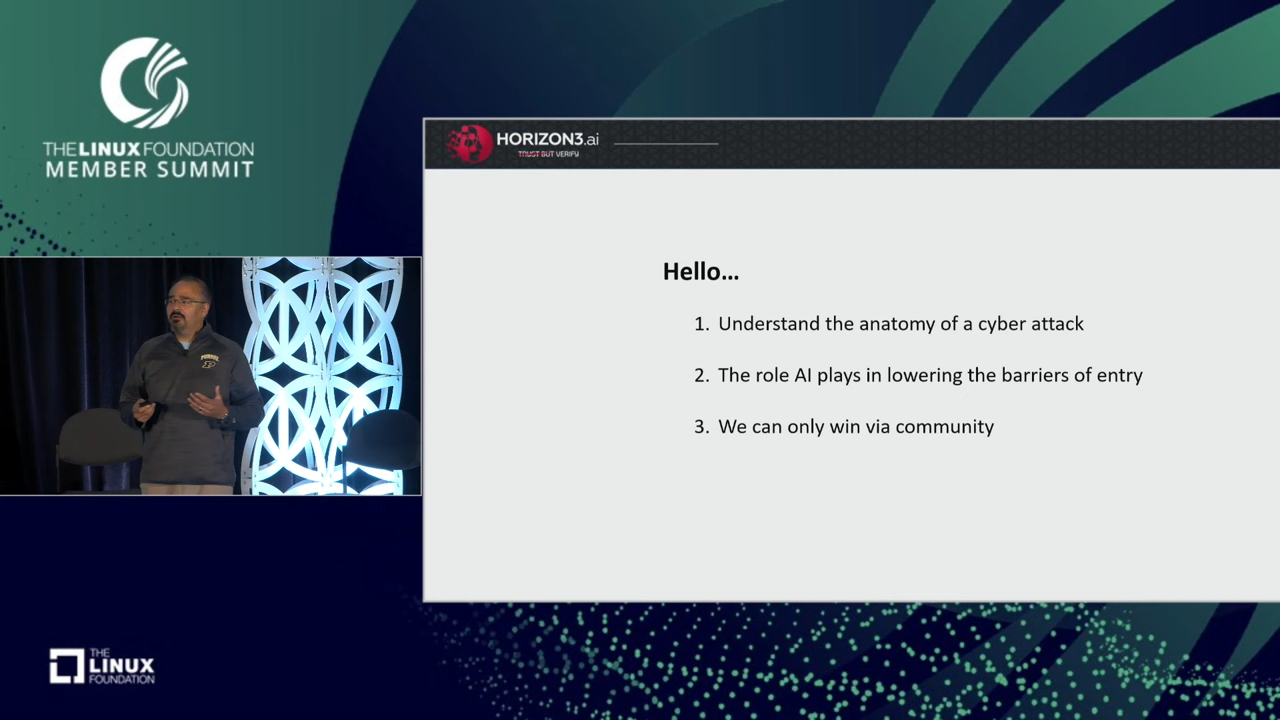 THE LINUX FOUNDATION
MEMBER SUMMIT
HORIZON3.ai
TRUST BUT VERIFY
Hello...
1. Understand the anatomy of a cyber attack
2. The role AI plays in lowering the barriers of entry
3. We can only win via community
PURDUE
P
THE
LINUX
FOUNDATION